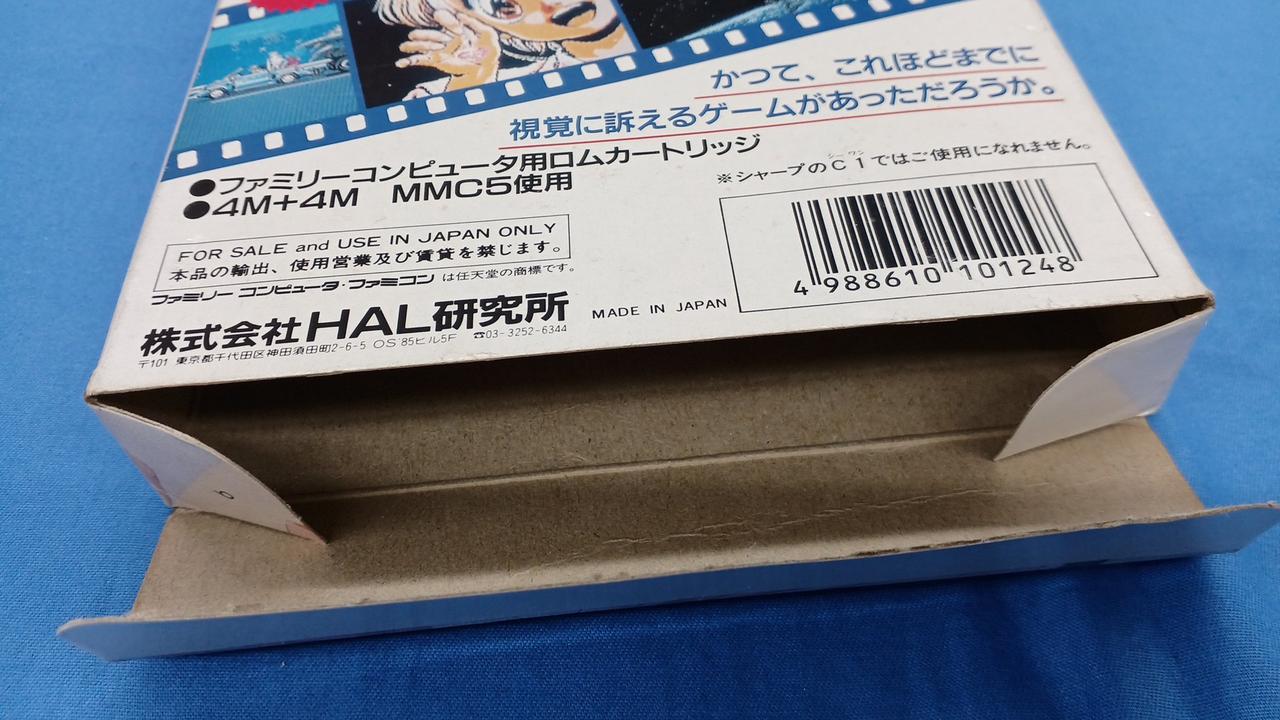 かつて、これほどまでに
視覚に訴えるゲームがあっただろうか。
●ファミリーコンピュータ用ロムカートリッジ
●4M+4M MMC5使用
※シャープのC1ではご使用になれません。
シーワン
FOR SALE and USE IN JAPAN ONLY
本品の輸出、使用営業及び賃貸を禁じます。
ファミリー コンピュータ・ファミコン は任天堂の商標です。
株式会社HAL研究所
〒101 東京都千代田区神田須田町2-6-5 OS'85ビル5F ☎03-3252-6344
MADE IN JAPAN
4 988610 101248
b